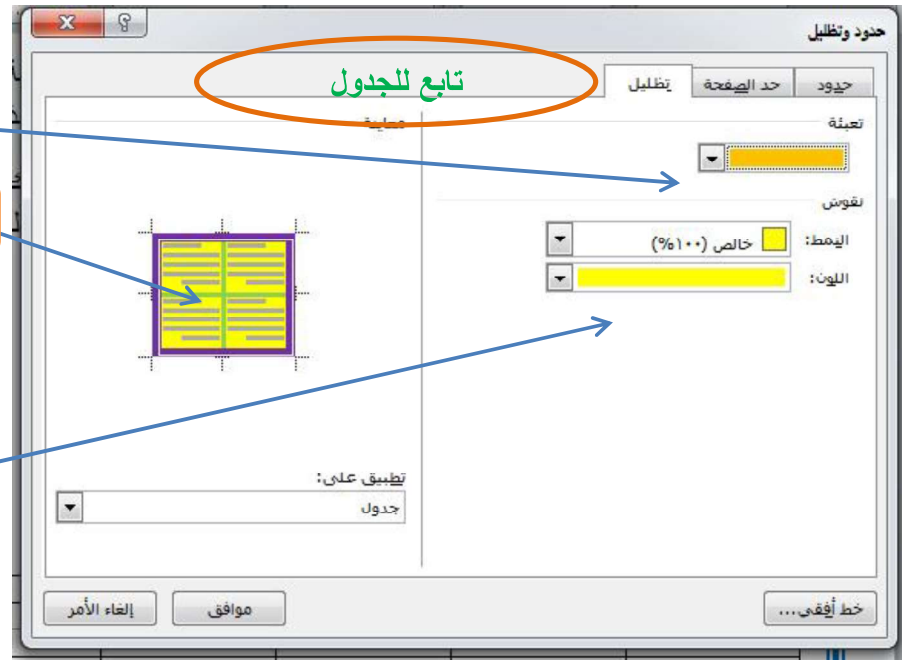 حدود وتظليل
حدود
حد الصفحة
تظليل
تابع للجدول
تعبئة
معاينة
نقوش
النمط:
خالص (١٠٠%)
اللون:
تطبيق على:
جدول
خط أفقي...
موافق
إلغاء الأمر